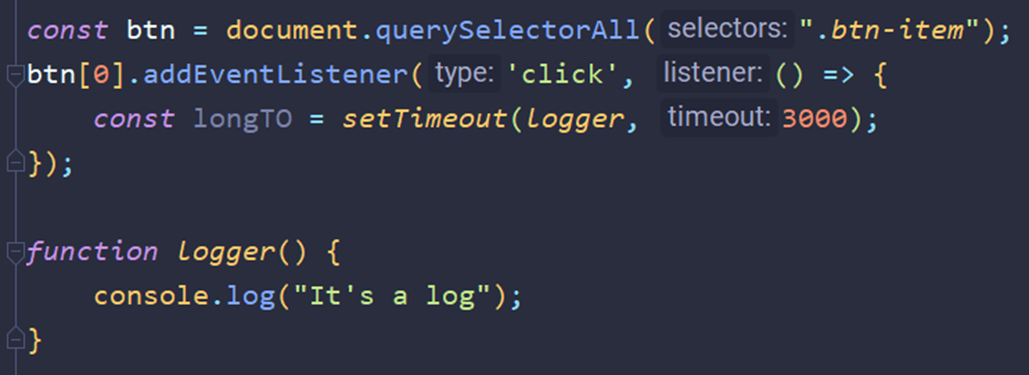 const btn = document.querySelectorAll( selectors: ".btn-item");
btn[0].addEventListener( type: 'click', listener: () => {
    const longTO = setTimeout(logger, timeout: 3000);
});

function logger() {
    console.log("It's a log");
}